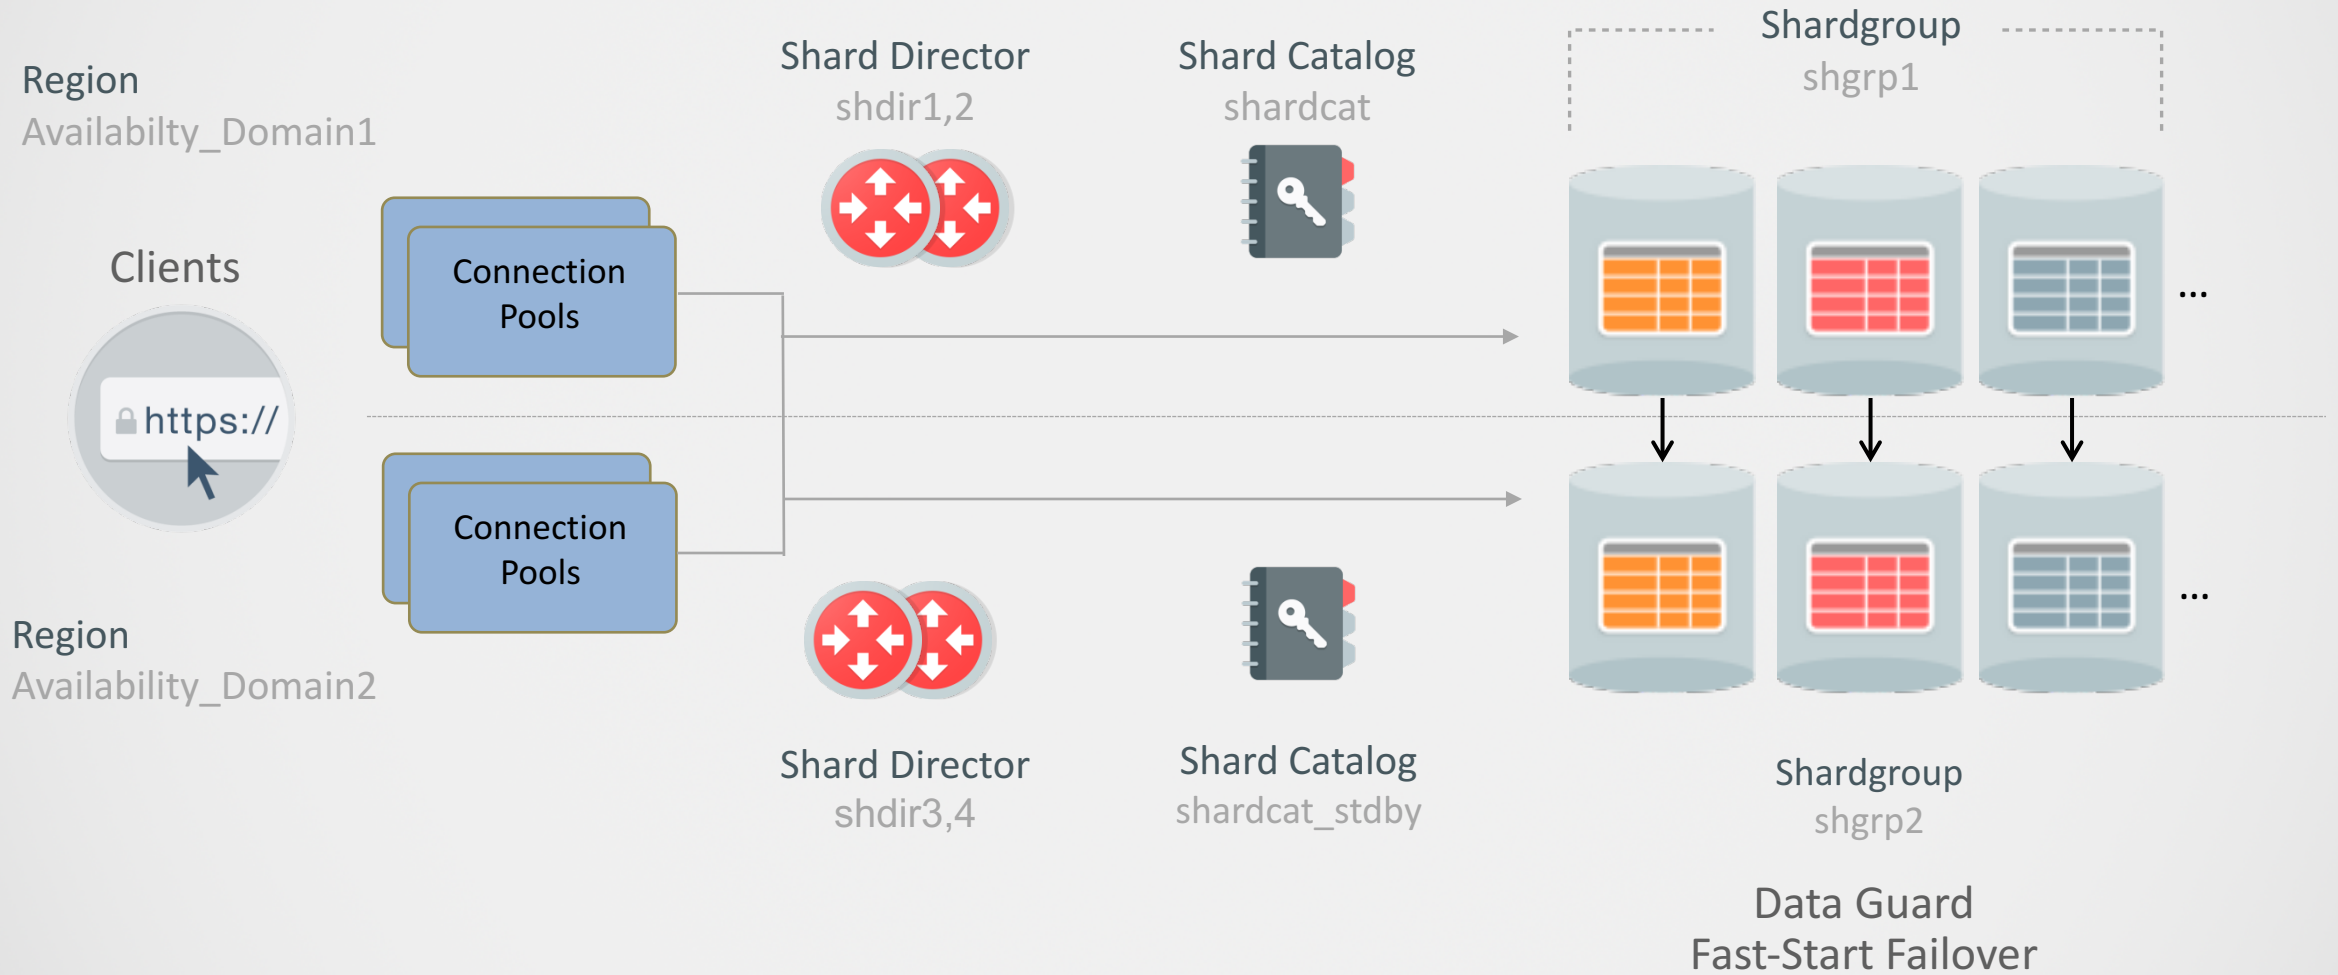 Region
Availabilty_Domain1
Shard Director
shdir1,2
Shard Catalog
shardcat
Shardgroup
shgrp1
Clients
https://
Connection
Pools
...
Connection
Pools
...
Region
Availability_Domain2
Shard Director
shdir3,4
Shard Catalog
shardcat_stdby
Shardgroup
shgrp2
Data Guard
Fast-Start Failover